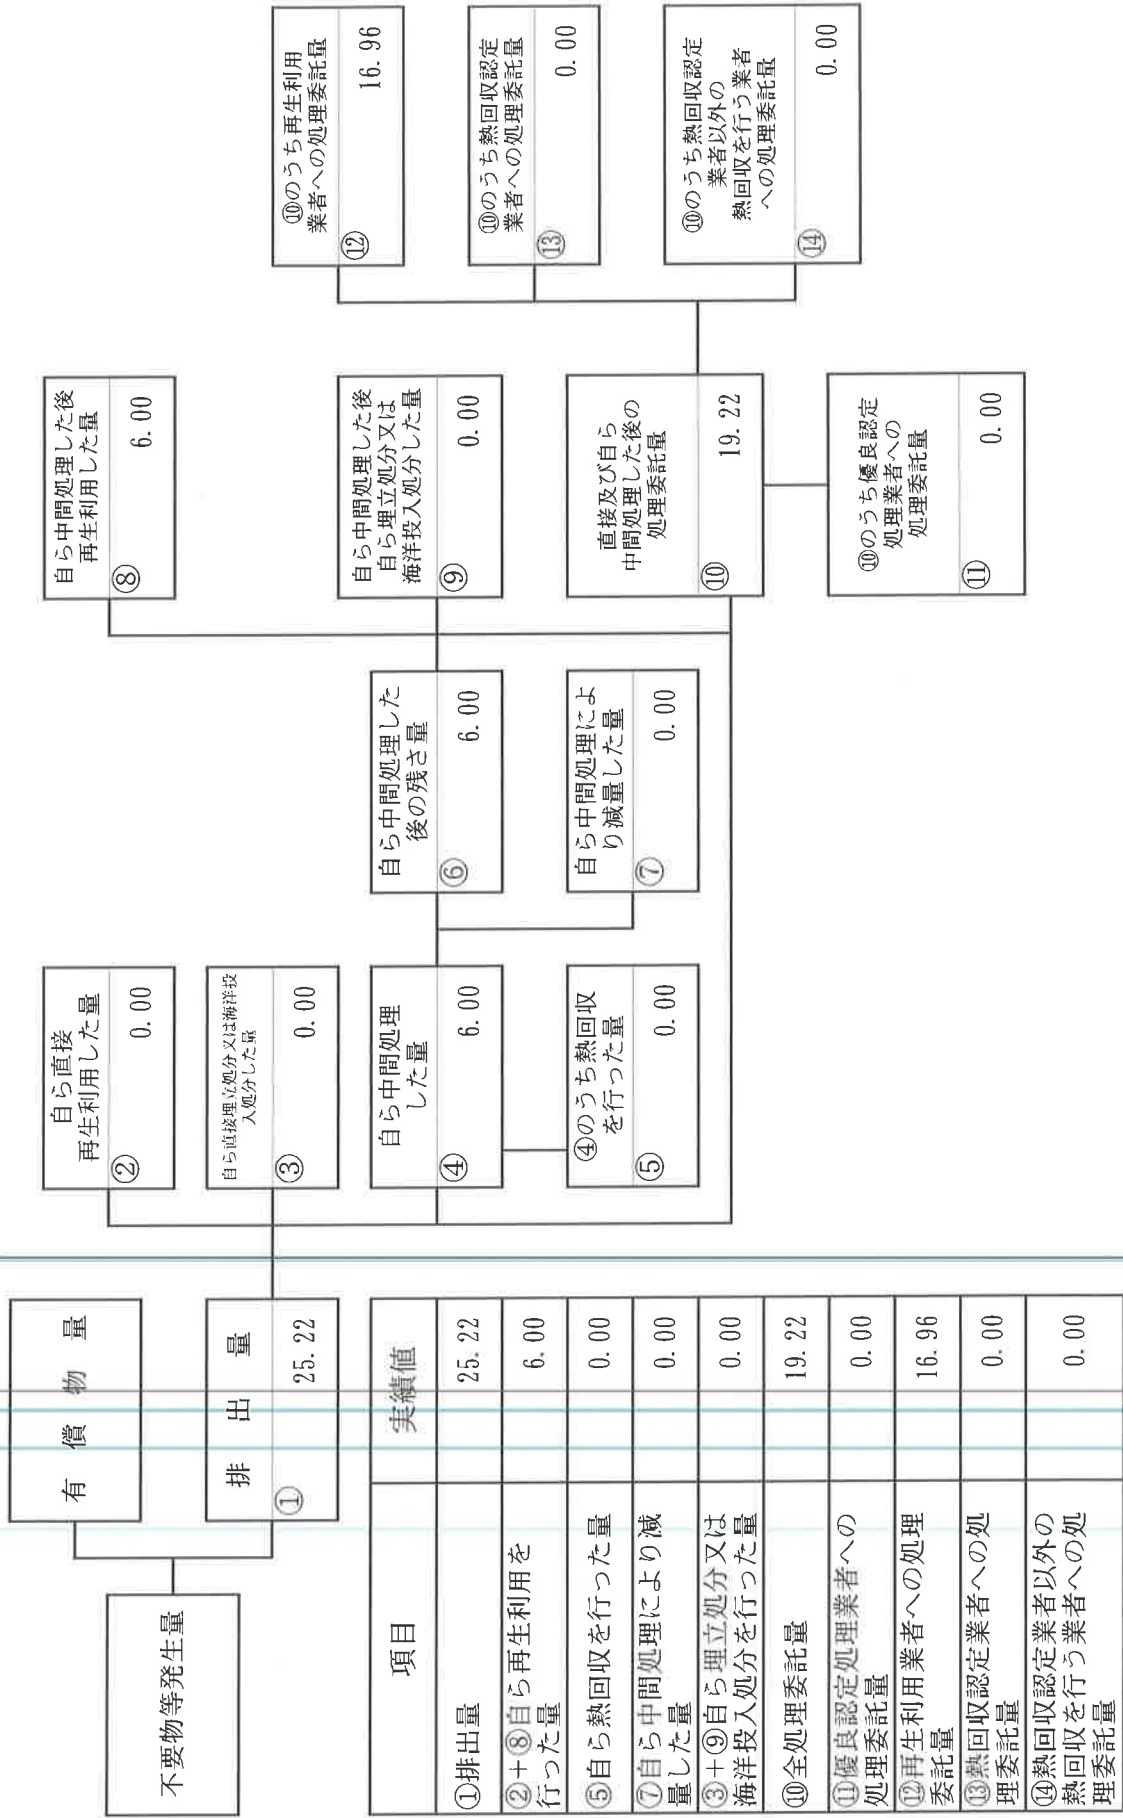 不要物等発生量
有償物量
排出量
① 25.22
自ら直接
再生利用した量
② 0.00
自ら直接埋立処分又は海洋投
入処分した量
③ 0.00
自ら中間処理
した量
④ 6.00
④のうち熱回収
を行った量
⑤ 0.00
自ら中間処理した
後の残さ量
⑥ 6.00
自ら中間処理によ
り減量した量
⑦ 0.00
自ら中間処理した後
再生利用した量
⑧ 6.00
自ら中間処理した後
自ら埋立処分又は
海洋投入処分した量
⑨ 0.00
直接及び自ら
中間処理した後の
処理委託量
⑩ 19.22
⑩のうち優良認定
処理業者への
処理委託量
⑪ 0.00
⑩のうち再生利用
業者への処理委託量
⑫ 16.96
⑩のうち熱回収認定
業者への処理委託量
⑬ 0.00
⑩のうち熱回収認定
業者以外の
熱回収を行う業者
への処理委託量
⑭ 0.00
項目 実績値
①排出量 25.22
②+⑧自ら再生利用を
行った量 6.00
⑤自ら熱回収を行った量 0.00
⑦自ら中間処理により減
量した量 0.00
③+⑨自ら埋立処分又は
海洋投入処分を行った量 0.00
⑩全処理委託量 19.22
⑪優良認定処理業者への
処理委託量 0.00
⑫再生利用業者への処理
委託量 16.96
⑬熱回収認定業者への処
理委託量 0.00
⑭熱回収認定業者以外の
熱回収を行う業者への処
理委託量 0.00